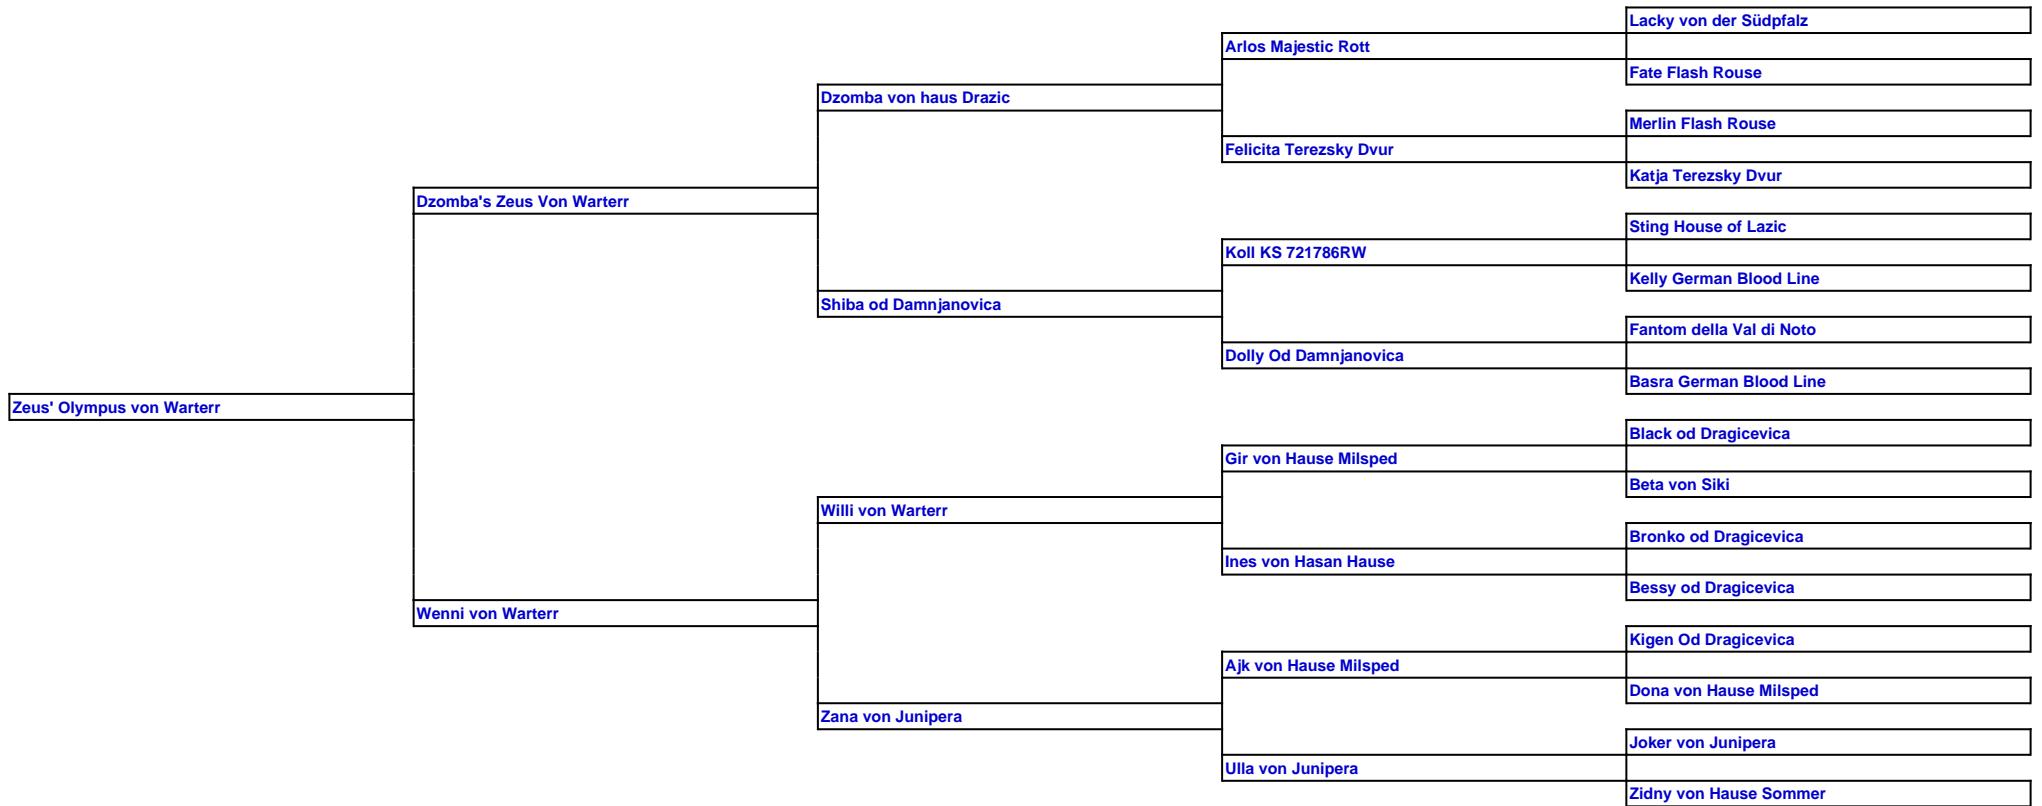 Lacky von der Südpfalz
Arlos Majestic Rott
Fate Flash Rouse
Dzomba von haus Drazic
Merlin Flash Rouse
Felicita Terezsky Dvur
Katja Terezsky Dvur
Dzomba's Zeus Von Warterr
Sting House of Lazic
Koll KS 721786RW
Kelly German Blood Line
Shiba od Damnjanovica
Fantom della Val di Noto
Dolly Od Damnjanovica
Basra German Blood Line
Zeus' Olympus von Warterr
Black od Dragicevica
Gir von Hause Milsped
Beta von Siki
Willi von Warterr
Bronko od Dragicevica
Ines von Hasan Hause
Bessy od Dragicevica
Wenni von Warterr
Kigen Od Dragicevica
Ajk von Hause Milsped
Dona von Hause Milsped
Zana von Junipera
Joker von Junipera
Ulla von Junipera
Zidny von Hause Sommer